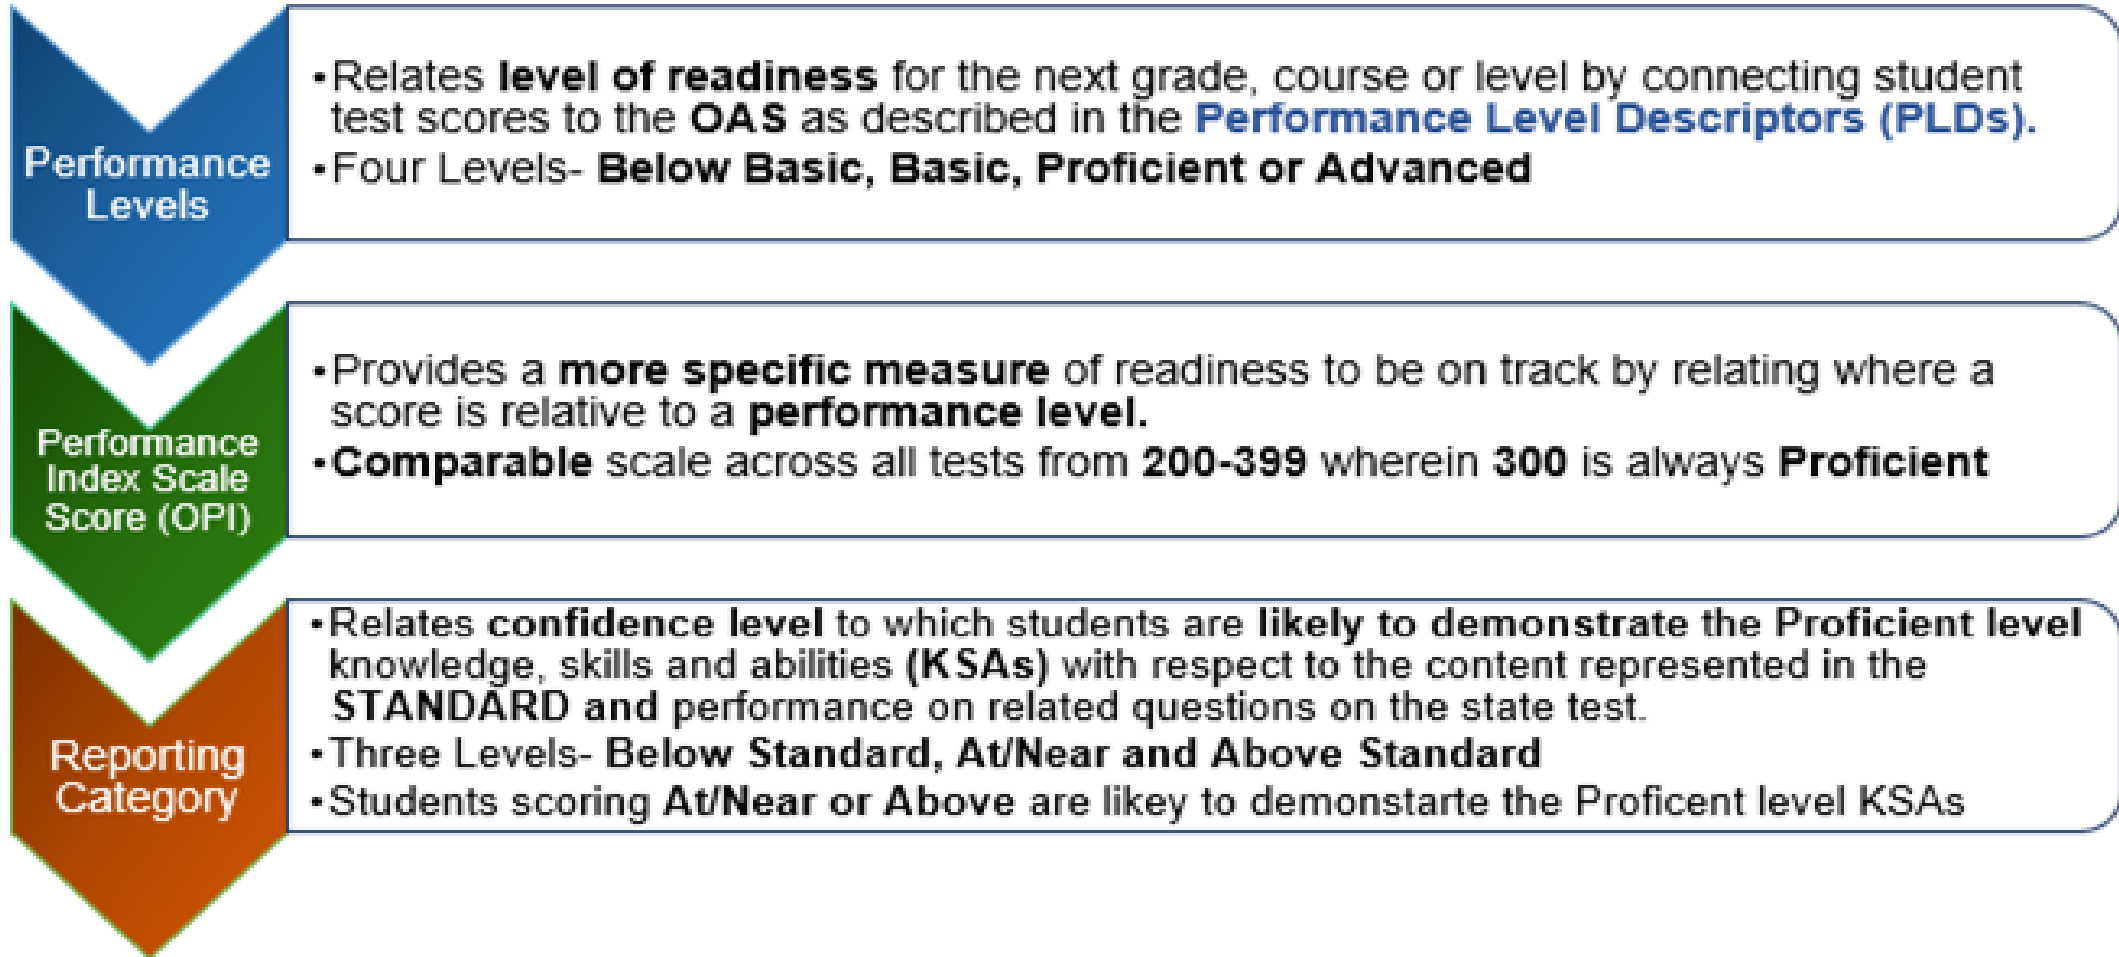 Performance
Levels
•Relates level of readiness for the next grade, course or level by connecting student
test scores to the OAS as described in the Performance Level Descriptors (PLDs).
•Four Levels- Below Basic, Basic, Proficient or Advanced
Performance
Index Scale
Score (OPI)
•Provides a more specific measure of readiness to be on track by relating where a
score is relative to a performance level.
•Comparable scale across all tests from 200-399 wherein 300 is always Proficient
Reporting
Category
•Relates confidence level to which students are likely to demonstrate the Proficient level
knowledge, skills and abilities (KSAs) with respect to the content represented in the
STANDARD and performance on related questions on the state test.
•Three Levels- Below Standard, At/Near and Above Standard
•Students scoring At/Near or Above are likey to demonstarte the Proficent level KSAs